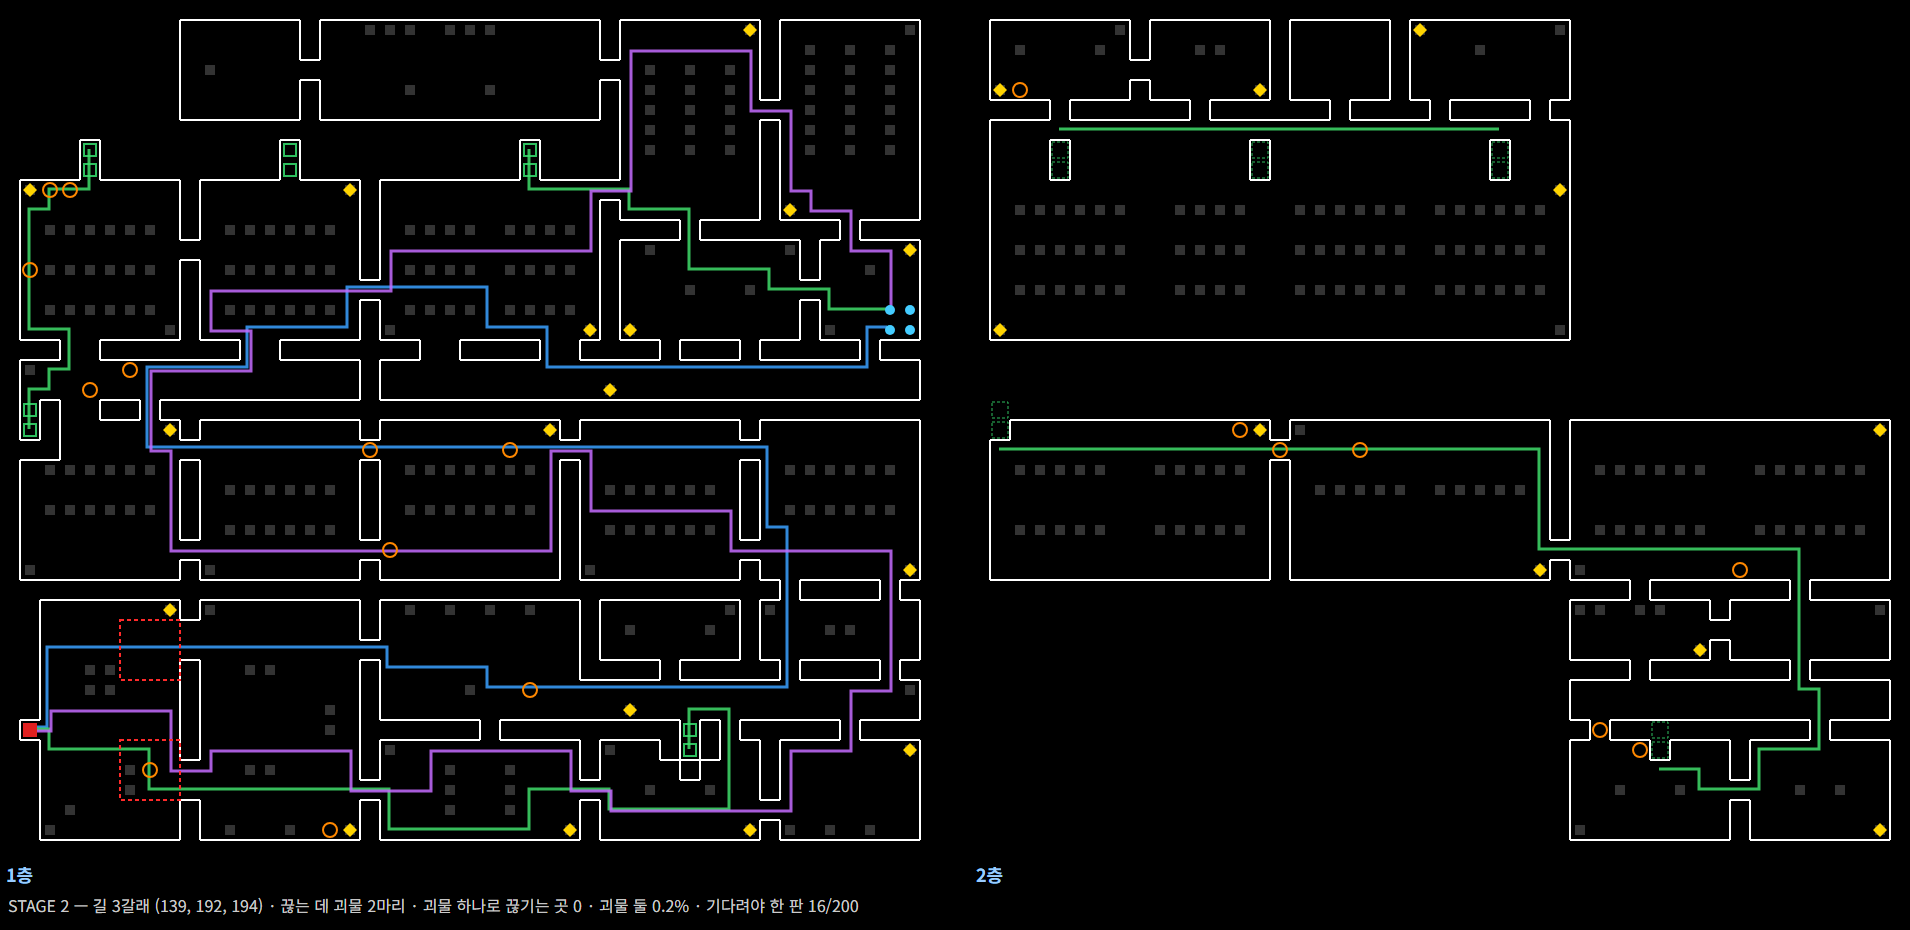 1층
2층
STAGE 2 — 길 3갈래 (139, 192, 194) · 끊는 데 괴물 2마리 · 괴물 하나로 끊기는 곳 0 · 괴물 둘 0.2% · 기다려야 한 판 16/200